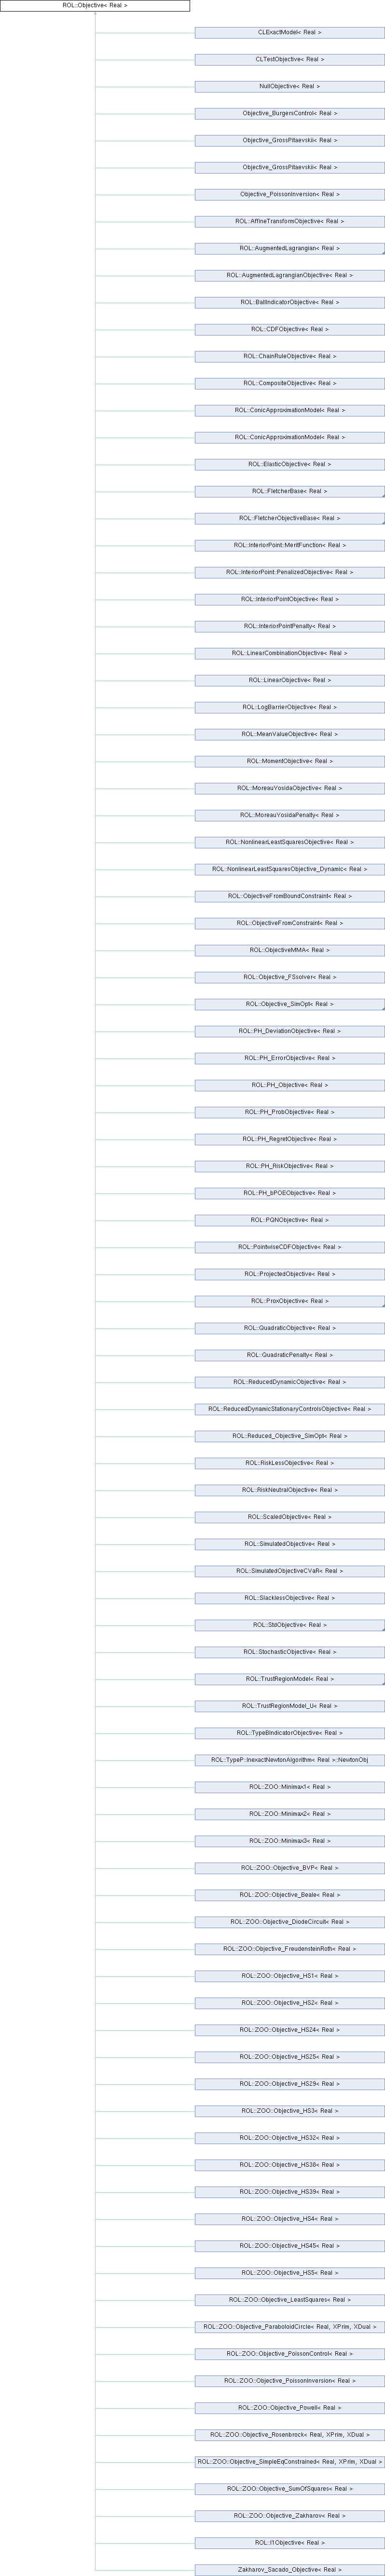 ROL::Objective< Real >
CLExactModel< Real >
CLTestObjective< Real >
NullObjective< Real >
Objective_BurgersControl< Real >
Objective_GrossPitaevskii< Real >
Objective_GrossPitaevskii< Real >
Objective_PoissonInversion< Real >
ROL::AffineTransformObjective< Real >
ROL::AugmentedLagrangian< Real >
ROL::AugmentedLagrangianObjective< Real >
ROL::BallIndicatorObjective< Real >
ROL::CDFObjective< Real >
ROL::ChainRuleObjective< Real >
ROL::CompositeObjective< Real >
ROL::ConicApproximationModel< Real >
ROL::ConicApproximationModel< Real >
ROL::ElasticObjective< Real >
ROL::FletcherBase< Real >
ROL::FletcherObjectiveBase< Real >
ROL::InteriorPoint::MeritFunction< Real >
ROL::InteriorPoint::PenalizedObjective< Real >
ROL::InteriorPointObjective< Real >
ROL::InteriorPointPenalty< Real >
ROL::LinearCombinationObjective< Real >
ROL::LinearObjective< Real >
ROL::LogBarrierObjective< Real >
ROL::MeanValueObjective< Real >
ROL::MomentObjective< Real >
ROL::MoreauYosidaObjective< Real >
ROL::MoreauYosidaPenalty< Real >
ROL::NonlinearLeastSquaresObjective< Real >
ROL::NonlinearLeastSquaresObjective_Dynamic< Real >
ROL::ObjectiveFromBoundConstraint< Real >
ROL::ObjectiveFromConstraint< Real >
ROL::ObjectiveMMA< Real >
ROL::Objective_FSsolver< Real >
ROL::Objective_SimOpt< Real >
ROL::PH_DeviationObjective< Real >
ROL::PH_ErrorObjective< Real >
ROL::PH_Objective< Real >
ROL::PH_ProbObjective< Real >
ROL::PH_RegretObjective< Real >
ROL::PH_RiskObjective< Real >
ROL::PH_bPOEObjective< Real >
ROL::PQNObjective< Real >
ROL::PointwiseCDFObjective< Real >
ROL::ProjectedObjective< Real >
ROL::ProxObjective< Real >
ROL::QuadraticObjective< Real >
ROL::QuadraticPenalty< Real >
ROL::ReducedDynamicObjective< Real >
ROL::ReducedDynamicStationaryControlsObjective< Real >
ROL::Reduced_Objective_SimOpt< Real >
ROL::RiskLessObjective< Real >
ROL::RiskNeutralObjective< Real >
ROL::ScaledObjective< Real >
ROL::SimulatedObjective< Real >
ROL::SimulatedObjectiveCVaR< Real >
ROL::SlacklessObjective< Real >
ROL::StdObjective< Real >
ROL::StochasticObjective< Real >
ROL::TrustRegionModel< Real >
ROL::TrustRegionModel_U< Real >
ROL::TypeBIndicatorObjective< Real >
ROL::TypeP::InexactNewtonAlgorithm< Real >::NewtonObj
ROL::ZOO::Minimax1< Real >
ROL::ZOO::Minimax2< Real >
ROL::ZOO::Minimax3< Real >
ROL::ZOO::Objective_BVP< Real >
ROL::ZOO::Objective_Beale< Real >
ROL::ZOO::Objective_DiodeCircuit< Real >
ROL::ZOO::Objective_FreudensteinRoth< Real >
ROL::ZOO::Objective_HS1< Real >
ROL::ZOO::Objective_HS2< Real >
ROL::ZOO::Objective_HS24< Real >
ROL::ZOO::Objective_HS25< Real >
ROL::ZOO::Objective_HS29< Real >
ROL::ZOO::Objective_HS3< Real >
ROL::ZOO::Objective_HS32< Real >
ROL::ZOO::Objective_HS38< Real >
ROL::ZOO::Objective_HS39< Real >
ROL::ZOO::Objective_HS4< Real >
ROL::ZOO::Objective_HS45< Real >
ROL::ZOO::Objective_HS5< Real >
ROL::ZOO::Objective_LeastSquares< Real >
ROL::ZOO::Objective_ParaboloidCircle< Real, XPrim, XDual >
ROL::ZOO::Objective_PoissonControl< Real >
ROL::ZOO::Objective_PoissonInversion< Real >
ROL::ZOO::Objective_Powell< Real >
ROL::ZOO::Objective_Rosenbrock< Real, XPrim, XDual >
ROL::ZOO::Objective_SimpleEqConstrained< Real, XPrim, XDual >
ROL::ZOO::Objective_SumOfSquares< Real >
ROL::ZOO::Objective_Zakharov< Real >
ROL::l1Objective< Real >
Zakharov_Sacado_Objective< Real >